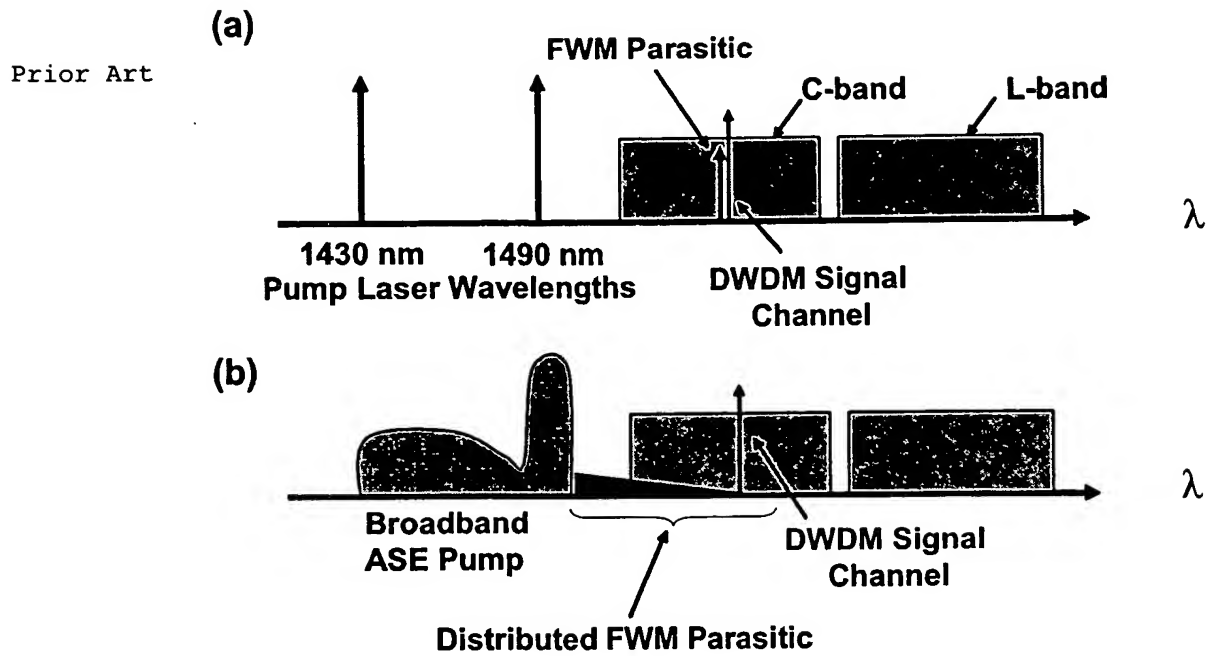 (a)
Prior Art
FWM Parasitic
C-band
L-band
λ
1430 nm
1490 nm
Pump Laser Wavelengths
DWDM Signal
Channel
(b)
λ
Broadband
ASE Pump
DWDM Signal
Channel
Distributed FWM Parasitic